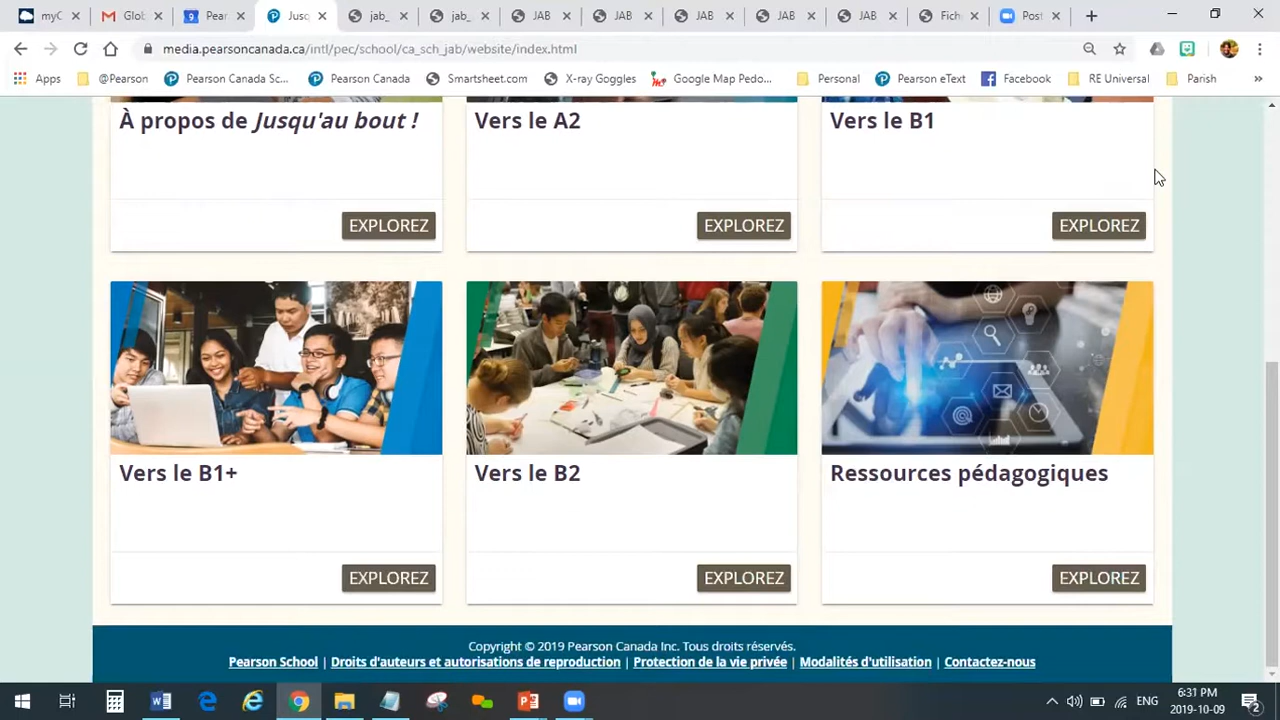 myC
Glob
9
Pear
Jusq
jab_
jab_
JAB
JAB
JAB
JAB
JAB
Fich
Post
media.pearsoncanada.ca/intl/pec/school/ca_sch_jab/website/index.html
Apps
@Pearson
Pearson Canada Sc...
Pearson Canada
Smartsheet.com
X-ray Goggles
Google Map Pedo...
Personal
Pearson eText
Facebook
RE Universal
Parish
»
À propos de Jusqu'au bout !
Vers le A2
Vers le B1
EXPLOREZ
EXPLOREZ
EXPLOREZ
Vers le B1+
Vers le B2
Ressources pédagogiques
EXPLOREZ
EXPLOREZ
EXPLOREZ
Copyright © 2019 Pearson Canada Inc. Tous droits réservés.
Pearson School | Droits d'auteurs et autorisations de reproduction | Protection de la vie privée | Modalités d'utilisation | Contactez-nous
ENG
6:31 PM
2019-10-09
2